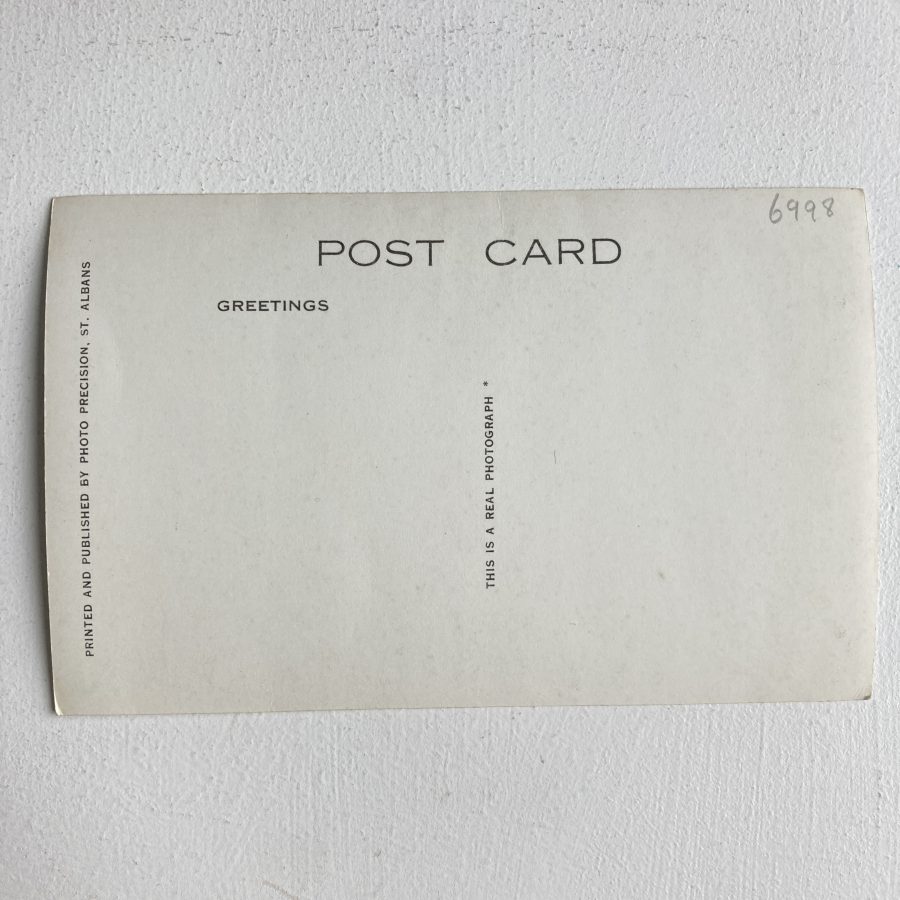 6998
POST CARD
GREETINGS
PRINTED AND PUBLISHED BY PHOTO PRECISION, ST. ALBANS
THIS IS A REAL PHOTOGRAPH *